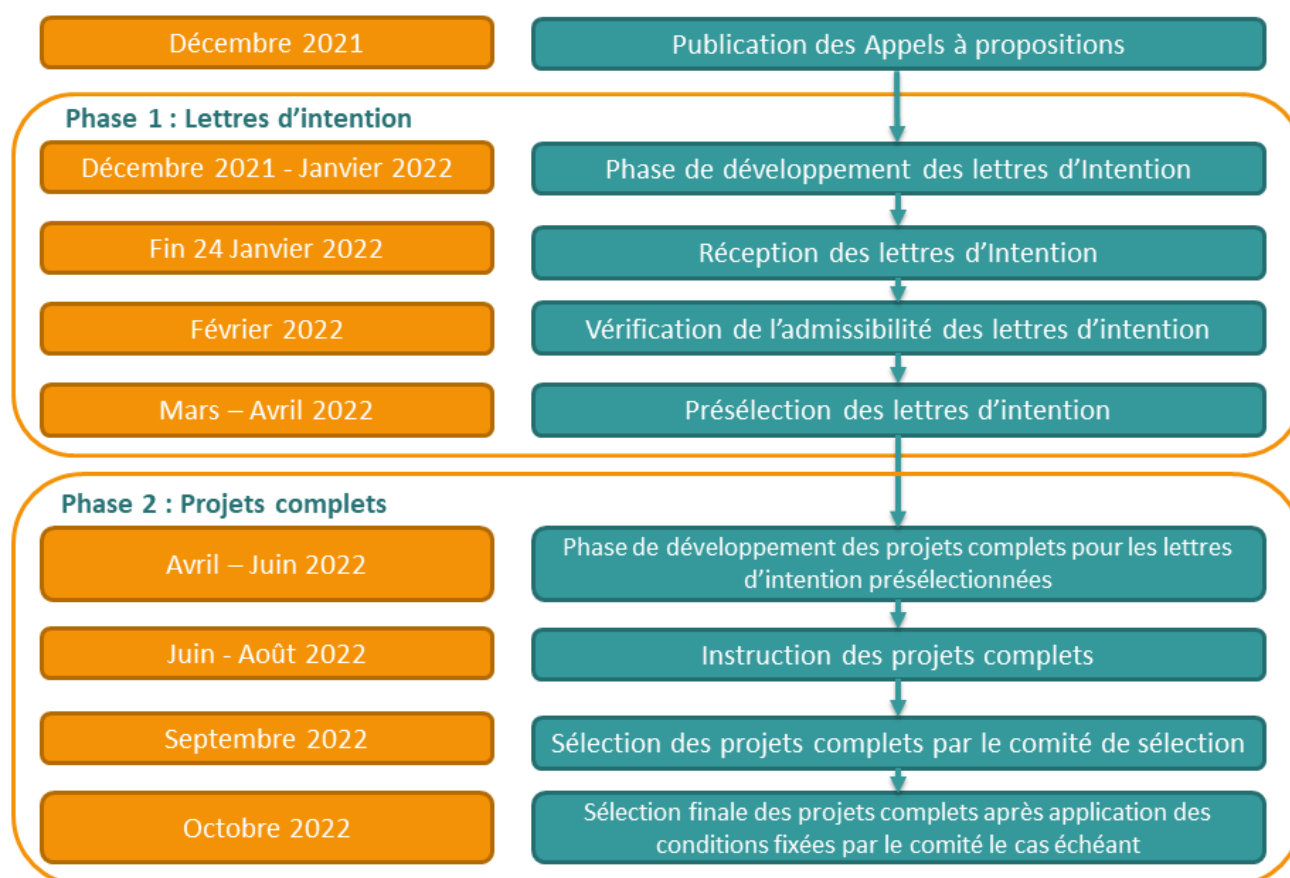 Décembre 2021
Publication des Appels à propositions
Phase 1 : Lettres d’intention
Décembre 2021 - Janvier 2022
Phase de développement des lettres d’Intention
Fin 24 Janvier 2022
Réception des lettres d’Intention
Février 2022
Vérification de l’admissibilité des lettres d’intention
Mars – Avril 2022
Présélection des lettres d’intention
Phase 2 : Projets complets
Avril – Juin 2022
Phase de développement des projets complets pour les lettres
d’intention présélectionnées
Juin - Août 2022
Instruction des projets complets
Septembre 2022
Sélection des projets complets par le comité de sélection
Octobre 2022
Sélection finale des projets complets après application des
conditions fixées par le comité le cas échéant